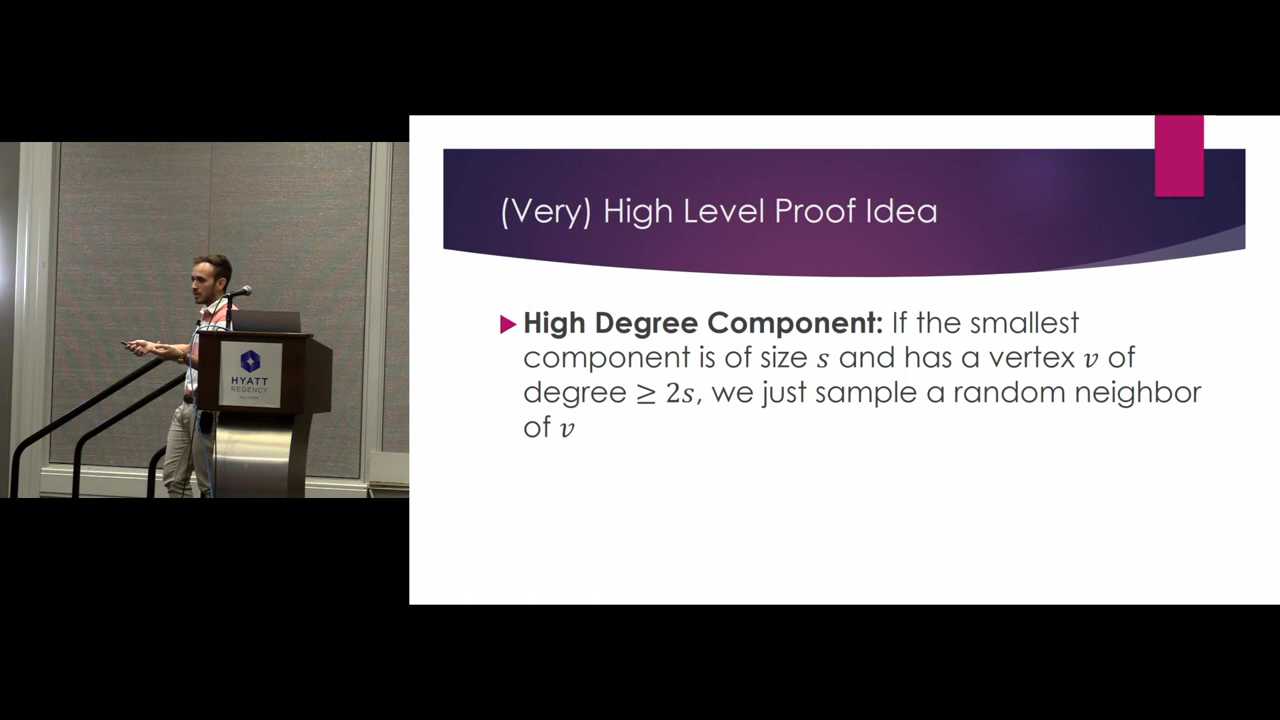 (Very) High Level Proof Idea
High Degree Component: If the smallest
component is of size s and has a vertex v of
degree ≥ 2s, we just sample a random neighbor
of v
HYATT
REGENCY